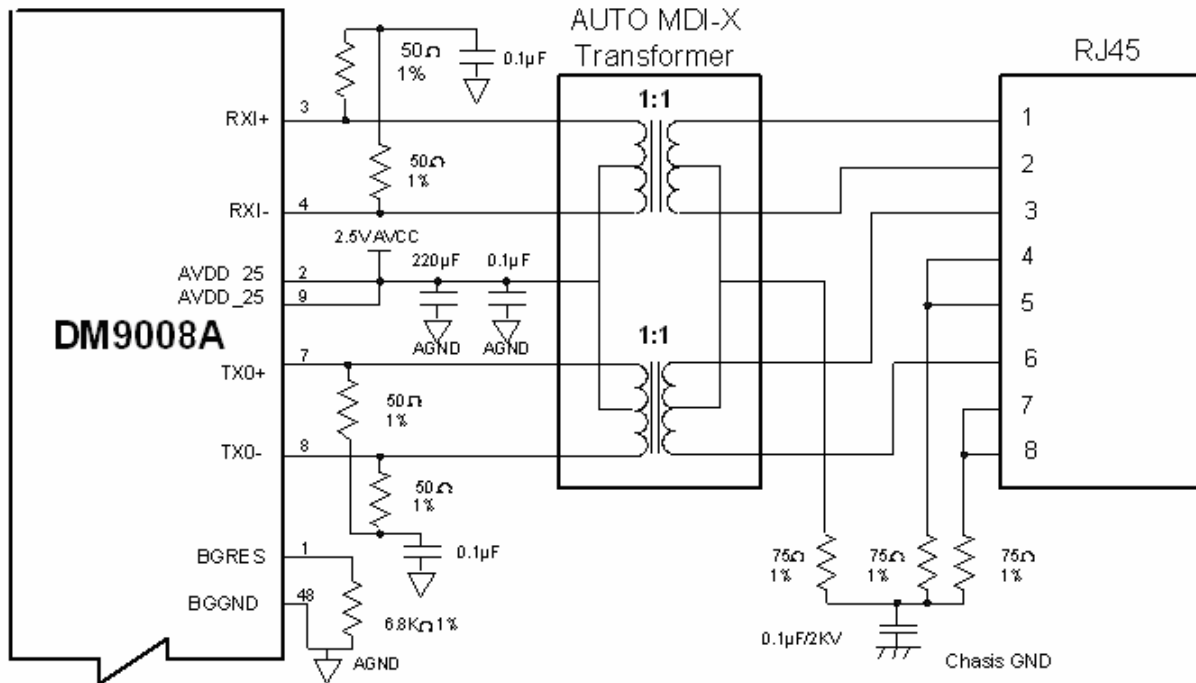 AUTO MDI-X
Transformer
RJ45
50Ω
1%
0.1µF
1:1
RXI+
3
1
50Ω
1%
2
RXI-
4
3
2.5V AVCC
220µF
0.1µF
4
AVDD_25
2
AVDD_25
9
5
DM9008A
AGND
AGND
1:1
TX0+
7
6
50Ω
1%
7
TX0-
8
8
50Ω
1%
BGRES
1
0.1µF
75Ω
1%
75Ω
1%
75Ω
1%
BGGND
48
6.8KΩ 1%
0.1µF/2KV
AGND
Chasis GND